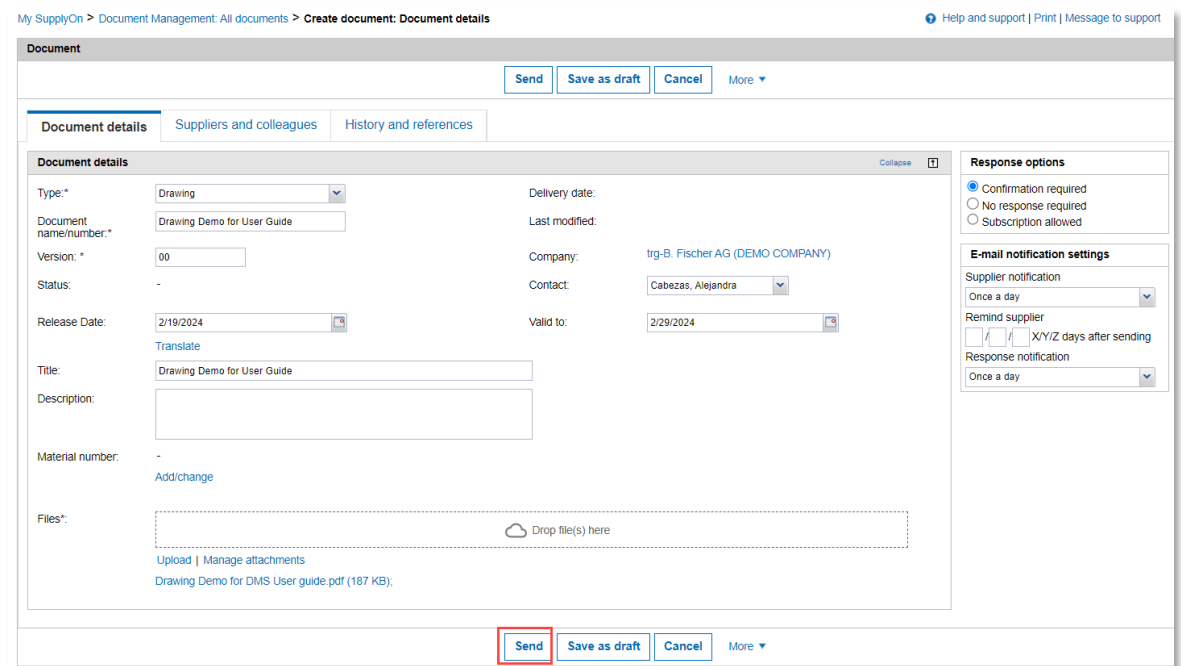 My SupplyOn > Document Management: All documents > Create document: Document details
Help and support | Print | Message to support
Document
Send Save as draft Cancel More
Document details Suppliers and colleagues History and references
Document details Collapse
Type:* Drawing Delivery date:
Document name/number:* Drawing Demo for User Guide Last modified:
Version: * 00 Company: trg-B. Fischer AG (DEMO COMPANY)
Status: - Contact: Cabezas, Alejandra
Release Date: 2/19/2024 Valid to: 2/29/2024
Translate
Title: Drawing Demo for User Guide
Description:
Material number: -
Add/change
Files*: Drop file(s) here
Upload | Manage attachments
Drawing Demo for DMS User guide.pdf (187 KB);
Response options
Confirmation required
No response required
Subscription allowed
E-mail notification settings
Supplier notification
Once a day
Remind supplier
/ / X/Y/Z days after sending
Response notification
Once a day
Send Save as draft Cancel More